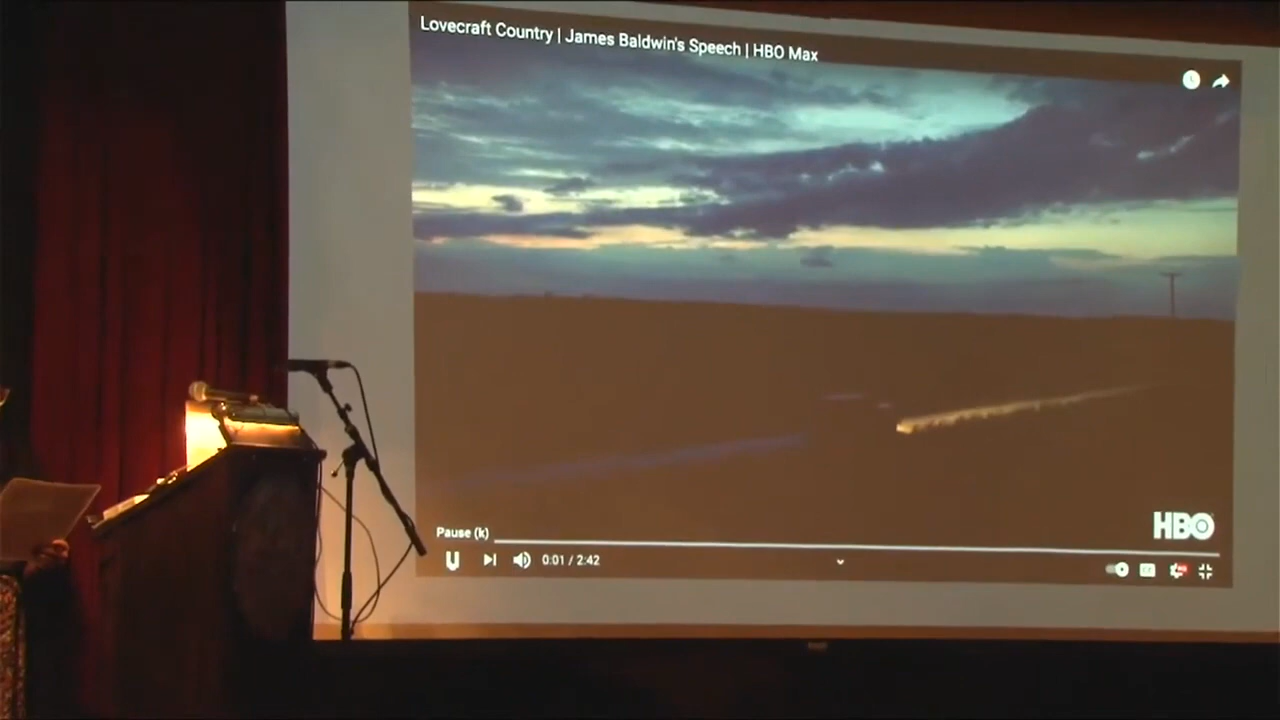 Lovecraft Country | James Baldwin's Speech | HBO Max
HBO
Pause (k)
0:01 / 2:42